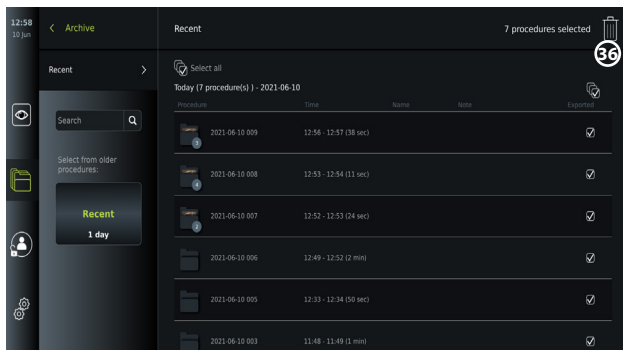 12:58
10 Jun
Archive
Recent
7 procedures selected
36
Recent
Select all
Today (7 procedure(s) ) - 2021-06-10
Procedure Time Name Note Exported
Search
Select from older
procedures:
Recent
1 day
3 2021-06-10 009 12:56 - 12:57 (38 sec)
4 2021-06-10 008 12:53 - 12:54 (11 sec)
2 2021-06-10 007 12:52 - 12:53 (24 sec)
2021-06-10 006 12:49 - 12:52 (2 min)
2021-06-10 005 12:33 - 12:34 (50 sec)
2021-06-10 003 11:48 - 11:49 (1 min)